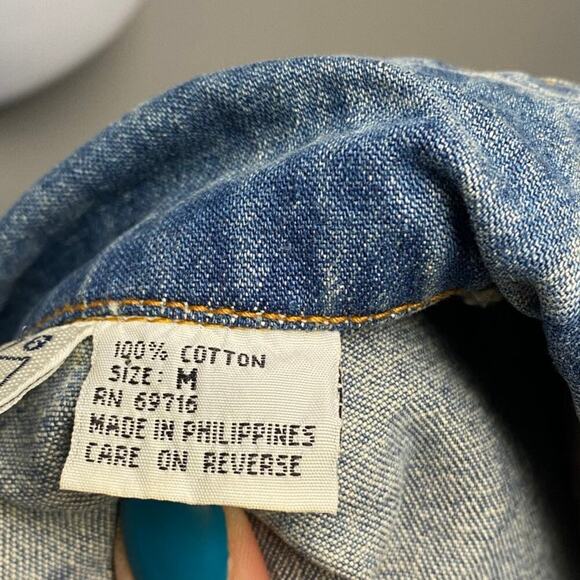 100% COTTON
SIZE: M
RN 69716
MADE IN PHILIPPINES
CARE ON REVERSE